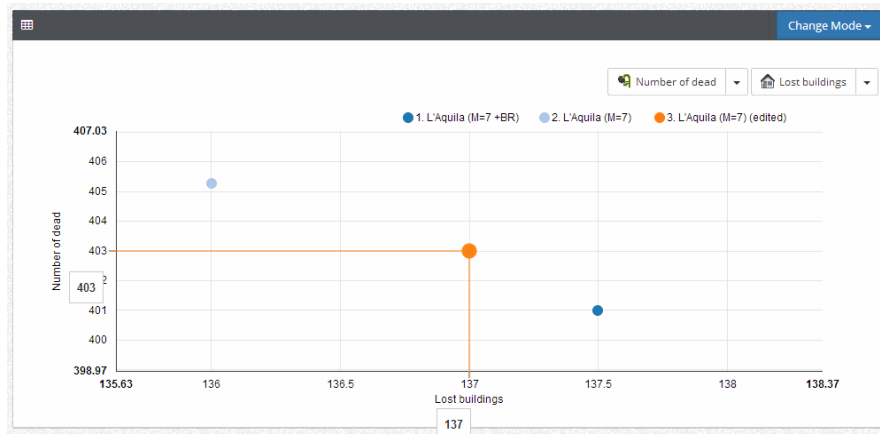 Change Mode
Number of dead
Lost buildings
1. L'Aquila (M=7 +BR)
2. L'Aquila (M=7)
3. L'Aquila (M=7) (edited)
407.03
406
405
404
403
2
401
400
398.97
Number of dead
403
135.63
136
136.5
137
137.5
138
138.37
Lost buildings
137